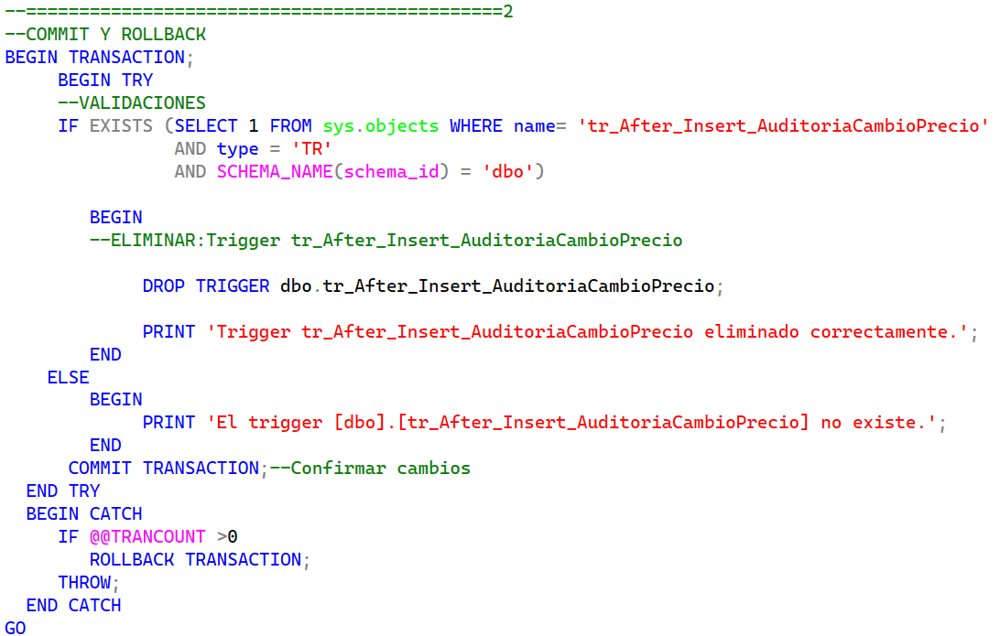 --=============================================2
--COMMIT Y ROLLBACK
BEGIN TRANSACTION;
BEGIN TRY
--VALIDACIONES
IF EXISTS (SELECT 1 FROM sys.objects WHERE name= 'tr_After_Insert_AuditoriaCambioPrecio'
AND type = 'TR'
AND SCHEMA_NAME(schema_id) = 'dbo')
BEGIN
--ELIMINAR:Trigger tr_After_Insert_AuditoriaCambioPrecio
DROP TRIGGER dbo.tr_After_Insert_AuditoriaCambioPrecio;
PRINT 'Trigger tr_After_Insert_AuditoriaCambioPrecio eliminado correctamente.';
END
ELSE
BEGIN
PRINT 'El trigger [dbo].[tr_After_Insert_AuditoriaCambioPrecio] no existe.';
END
COMMIT TRANSACTION;--Confirmar cambios
END TRY
BEGIN CATCH
IF @@TRANCOUNT >0
ROLLBACK TRANSACTION;
THROW;
END CATCH
GO